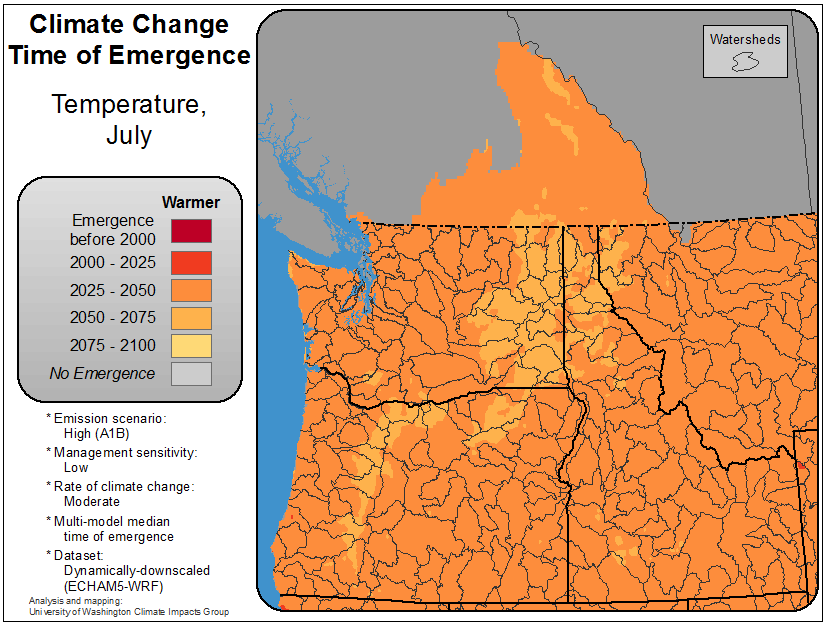 Climate Change
Time of Emergence
Temperature,
July
Warmer
Emergence
before 2000
2000 - 2025
2025 - 2050
2050 - 2075
2075 - 2100
No Emergence
* Emission scenario:
High (A1B)
* Management sensitivity:
Low
* Rate of climate change:
Moderate
* Multi-model median
time of emergence
* Dataset:
Dynamically-downscaled
(ECHAM5-WRF)
Analysis and mapping:
University of Washington Climate Impacts Group
Watersheds